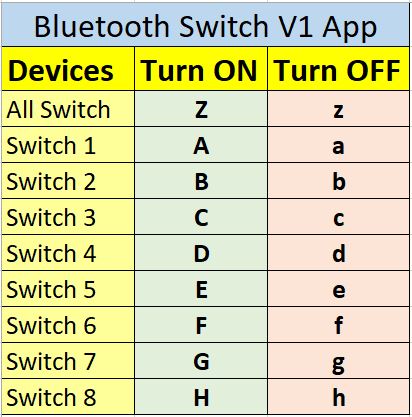 Bluetooth Switch V1 App
Devices Turn ON Turn OFF
All Switch Z z
Switch 1 A a
Switch 2 B b
Switch 3 C c
Switch 4 D d
Switch 5 E e
Switch 6 F f
Switch 7 G g
Switch 8 H h